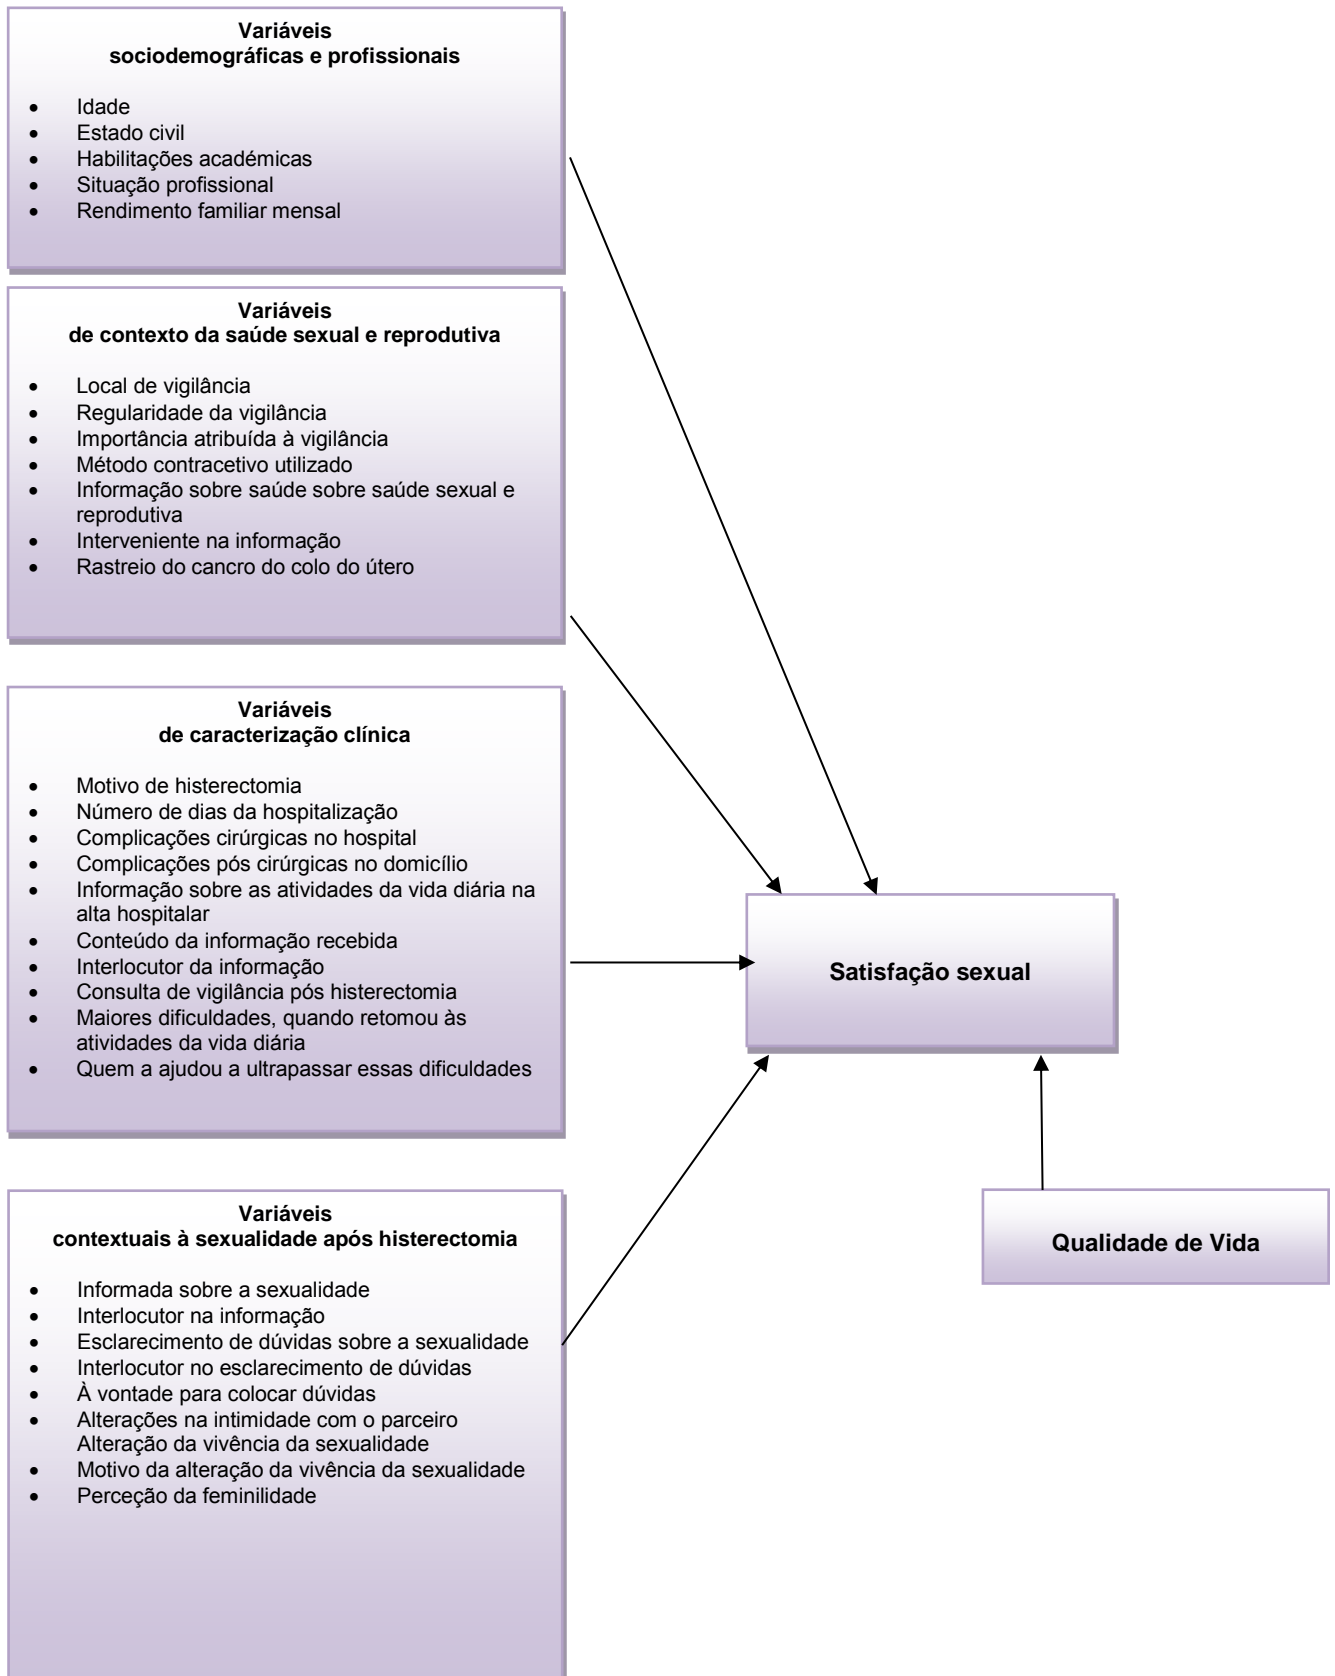 Variáveis
sociodemográficas e profissionais
• Idade
• Estado civil
• Habilitações académicas
• Situação profissional
• Rendimento familiar mensal
Variáveis
de contexto da saúde sexual e reprodutiva
• Local de vigilância
• Regularidade da vigilância
• Importância atribuída à vigilância
• Método contracetivo utilizado
• Informação sobre saúde sobre saúde sexual e
reprodutiva
• Interveniente na informação
• Rastreio do cancro do colo do útero
Variáveis
de caracterização clínica
• Motivo de histerectomia
• Número de dias da hospitalização
• Complicações cirúrgicas no hospital
• Complicações pós cirúrgicas no domicílio
• Informação sobre as atividades da vida diária na
alta hospitalar
• Conteúdo da informação recebida
• Interlocutor da informação
• Consulta de vigilância pós histerectomia
• Maiores dificuldades, quando retomou às
atividades da vida diária
• Quem a ajudou a ultrapassar essas dificuldades
Satisfação sexual
Variáveis
contextuais à sexualidade após histerectomia
• Informada sobre a sexualidade
• Interlocutor na informação
• Esclarecimento de dúvidas sobre a sexualidade
• Interlocutor no esclarecimento de dúvidas
• À vontade para colocar dúvidas
• Alterações na intimidade com o parceiro
Alteração da vivência da sexualidade
• Motivo da alteração da vivência da sexualidade
• Perceção da feminilidade
Qualidade de Vida